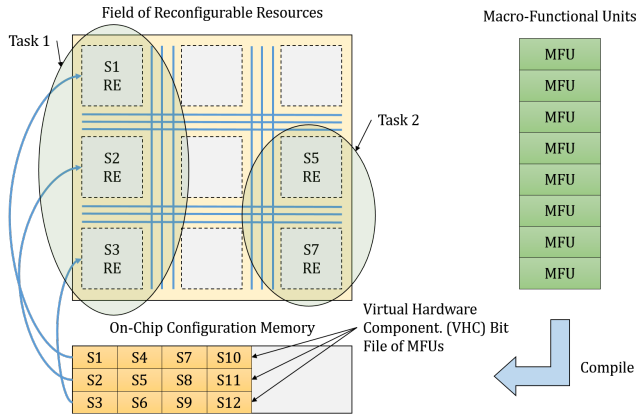 Field of Reconfigurable Resources
Macro-Functional Units
Task 1
S1
RE
S2
RE
S3
RE
Task 2
S5
RE
S7
RE
MFU
MFU
MFU
MFU
MFU
MFU
MFU
MFU
On-Chip Configuration Memory
S1 S4 S7 S10
S2 S5 S8 S11
S3 S6 S9 S12
Virtual Hardware
Component. (VHC) Bit
File of MFUs
Compile